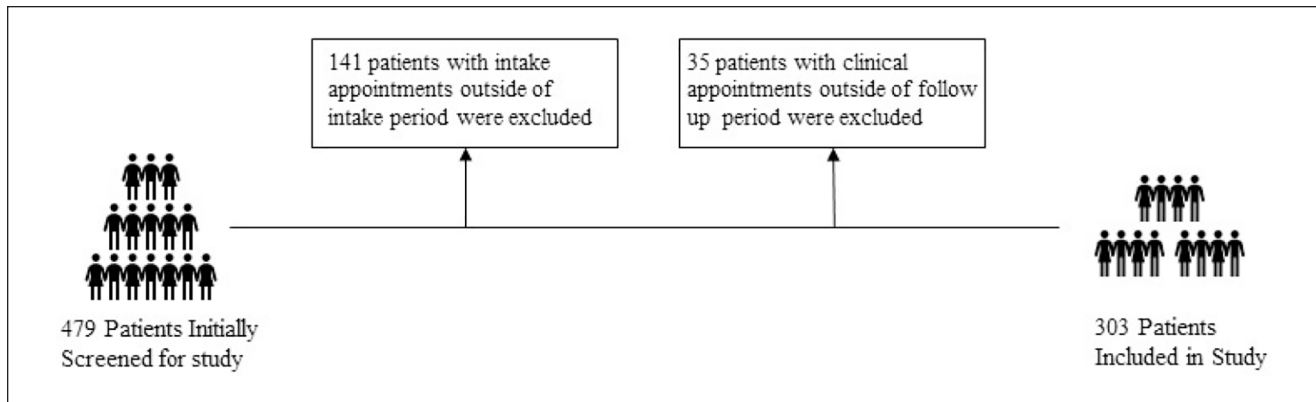 141 patients with intake
appointments outside of
intake period were excluded
35 patients with clinical
appointments outside of follow
up period were excluded
479 Patients Initially
Screened for study
303 Patients
Included in Study